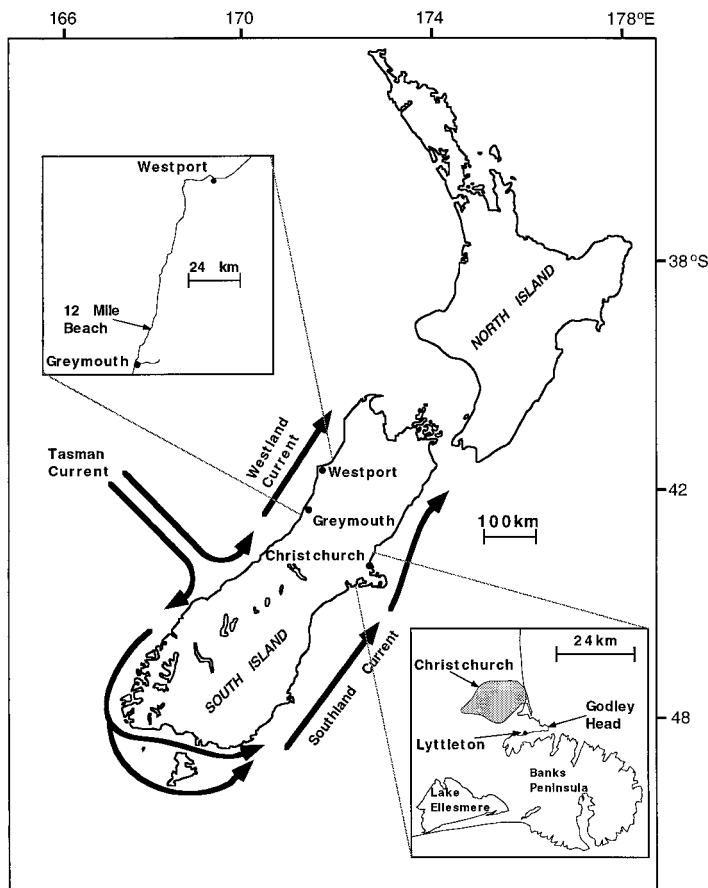 166 170 174 178°E
Westport
24 km
12 Mile
Beach
Greymouth
38°S
NORTH ISLAND
Tasman
Current
Westland
Current
Westport
42
Greymouth
100km
Christchurch
SOUTH ISLAND
Southland Current
24km
Christchurch
Godley
Head
48
Lyttleton
Banks
Peninsula
Lake
Ellesmere